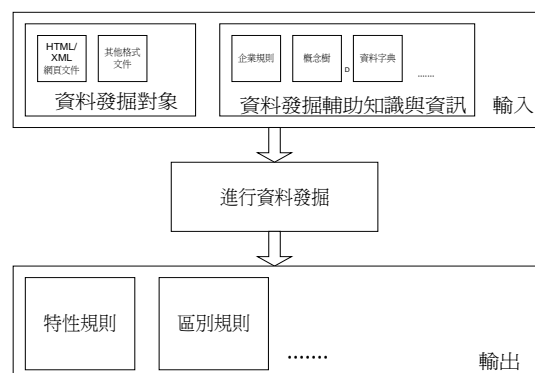 HTML/
XML
網頁文件
其他格式
文件
資料發掘對象
企業規則
概念樹
D
資料字典
.......
資料發掘輔助知識與資訊
輸入
進行資料發掘
特性規則
區別規則
.......
輸出